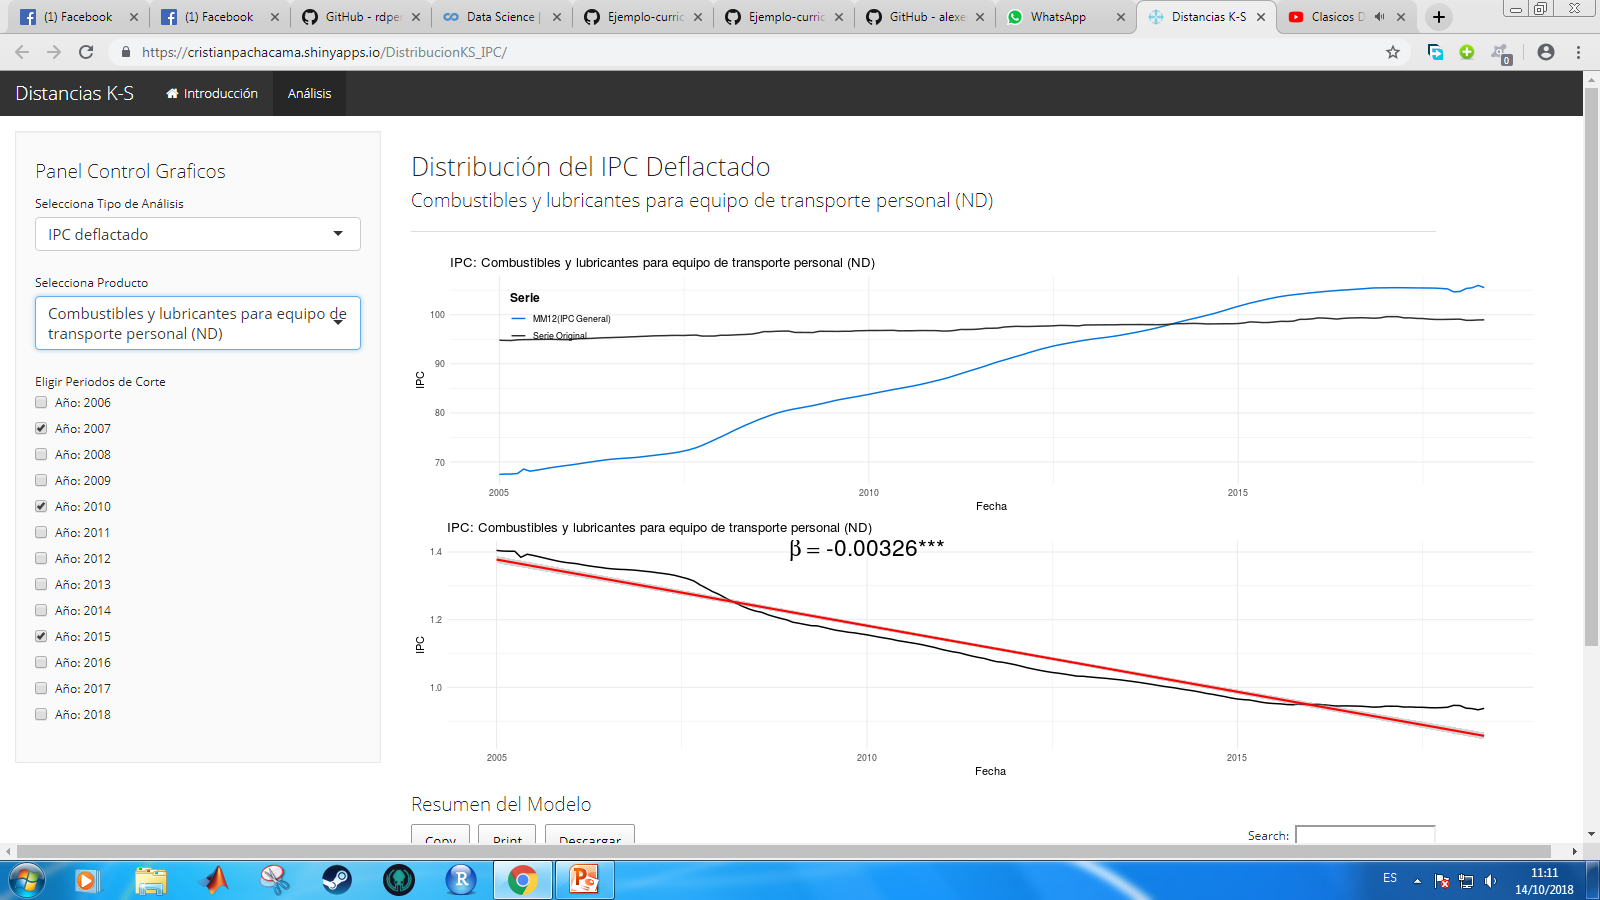 (1) Facebook
(1) Facebook
GitHub - rdpe
Data Science |
Ejemplo-curric
Ejemplo-curric
GitHub - alexe
WhatsApp
Distancias K-S
Clasicos D
https://cristianpachacama.shinyapps.io/DistribucionKS_IPC/
0
Distancias K-S
Introducción
Análisis
Panel Control Graficos
Selecciona Tipo de Análisis
IPC deflactado
Selecciona Producto
Combustibles y lubricantes para equipo de
transporte personal (ND)
Eligir Periodos de Corte
Año: 2006
Año: 2007
Año: 2008
Año: 2009
Año: 2010
Año: 2011
Año: 2012
Año: 2013
Año: 2014
Año: 2015
Año: 2016
Año: 2017
Año: 2018
Distribución del IPC Deflactado
Combustibles y lubricantes para equipo de transporte personal (ND)
IPC: Combustibles y lubricantes para equipo de transporte personal (ND)
Serie
MM12(IPC General)
Serie Original
100
90
80
70
IPC
2005
2010
2015
Fecha
IPC: Combustibles y lubricantes para equipo de transporte personal (ND)
β = -0.00326***
1.4
1.2
1.0
IPC
2005
2010
2015
Fecha
Resumen del Modelo
Copy
Print
Descargar
Search:
ES
11:11
14/10/2018